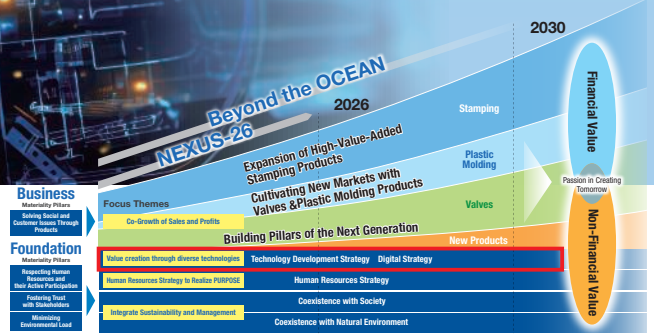 2030
Beyond the OCEAN
2026
NEXUS-26
Stamping
Expansion of High-Value-Added
Stamping Products
Plastic
Molding
Cultivating New Markets with
Valves &Plastic Molding Products
Valves
Building Pillars of the Next Generation
New Products
Financial Value
Passion in Creating
Tomorrow
Non-Financial Value
Business
Materiality Pillars
Solving Social and
Customer Issues Through
Products
Focus Themes
Co-Growth of Sales and Profits
Foundation
Materiality Pillars
Respecting Human
Resources and
their Active Participation
Fostering Trust
with Stakeholders
Minimizing
Environmental Load
Value creation through diverse technologies
Technology Development Strategy Digital Strategy
Human Resources Strategy to Realize PURPOSE
Human Resources Strategy
Integrate Sustainability and Management
Coexistence with Society
Coexistence with Natural Environment